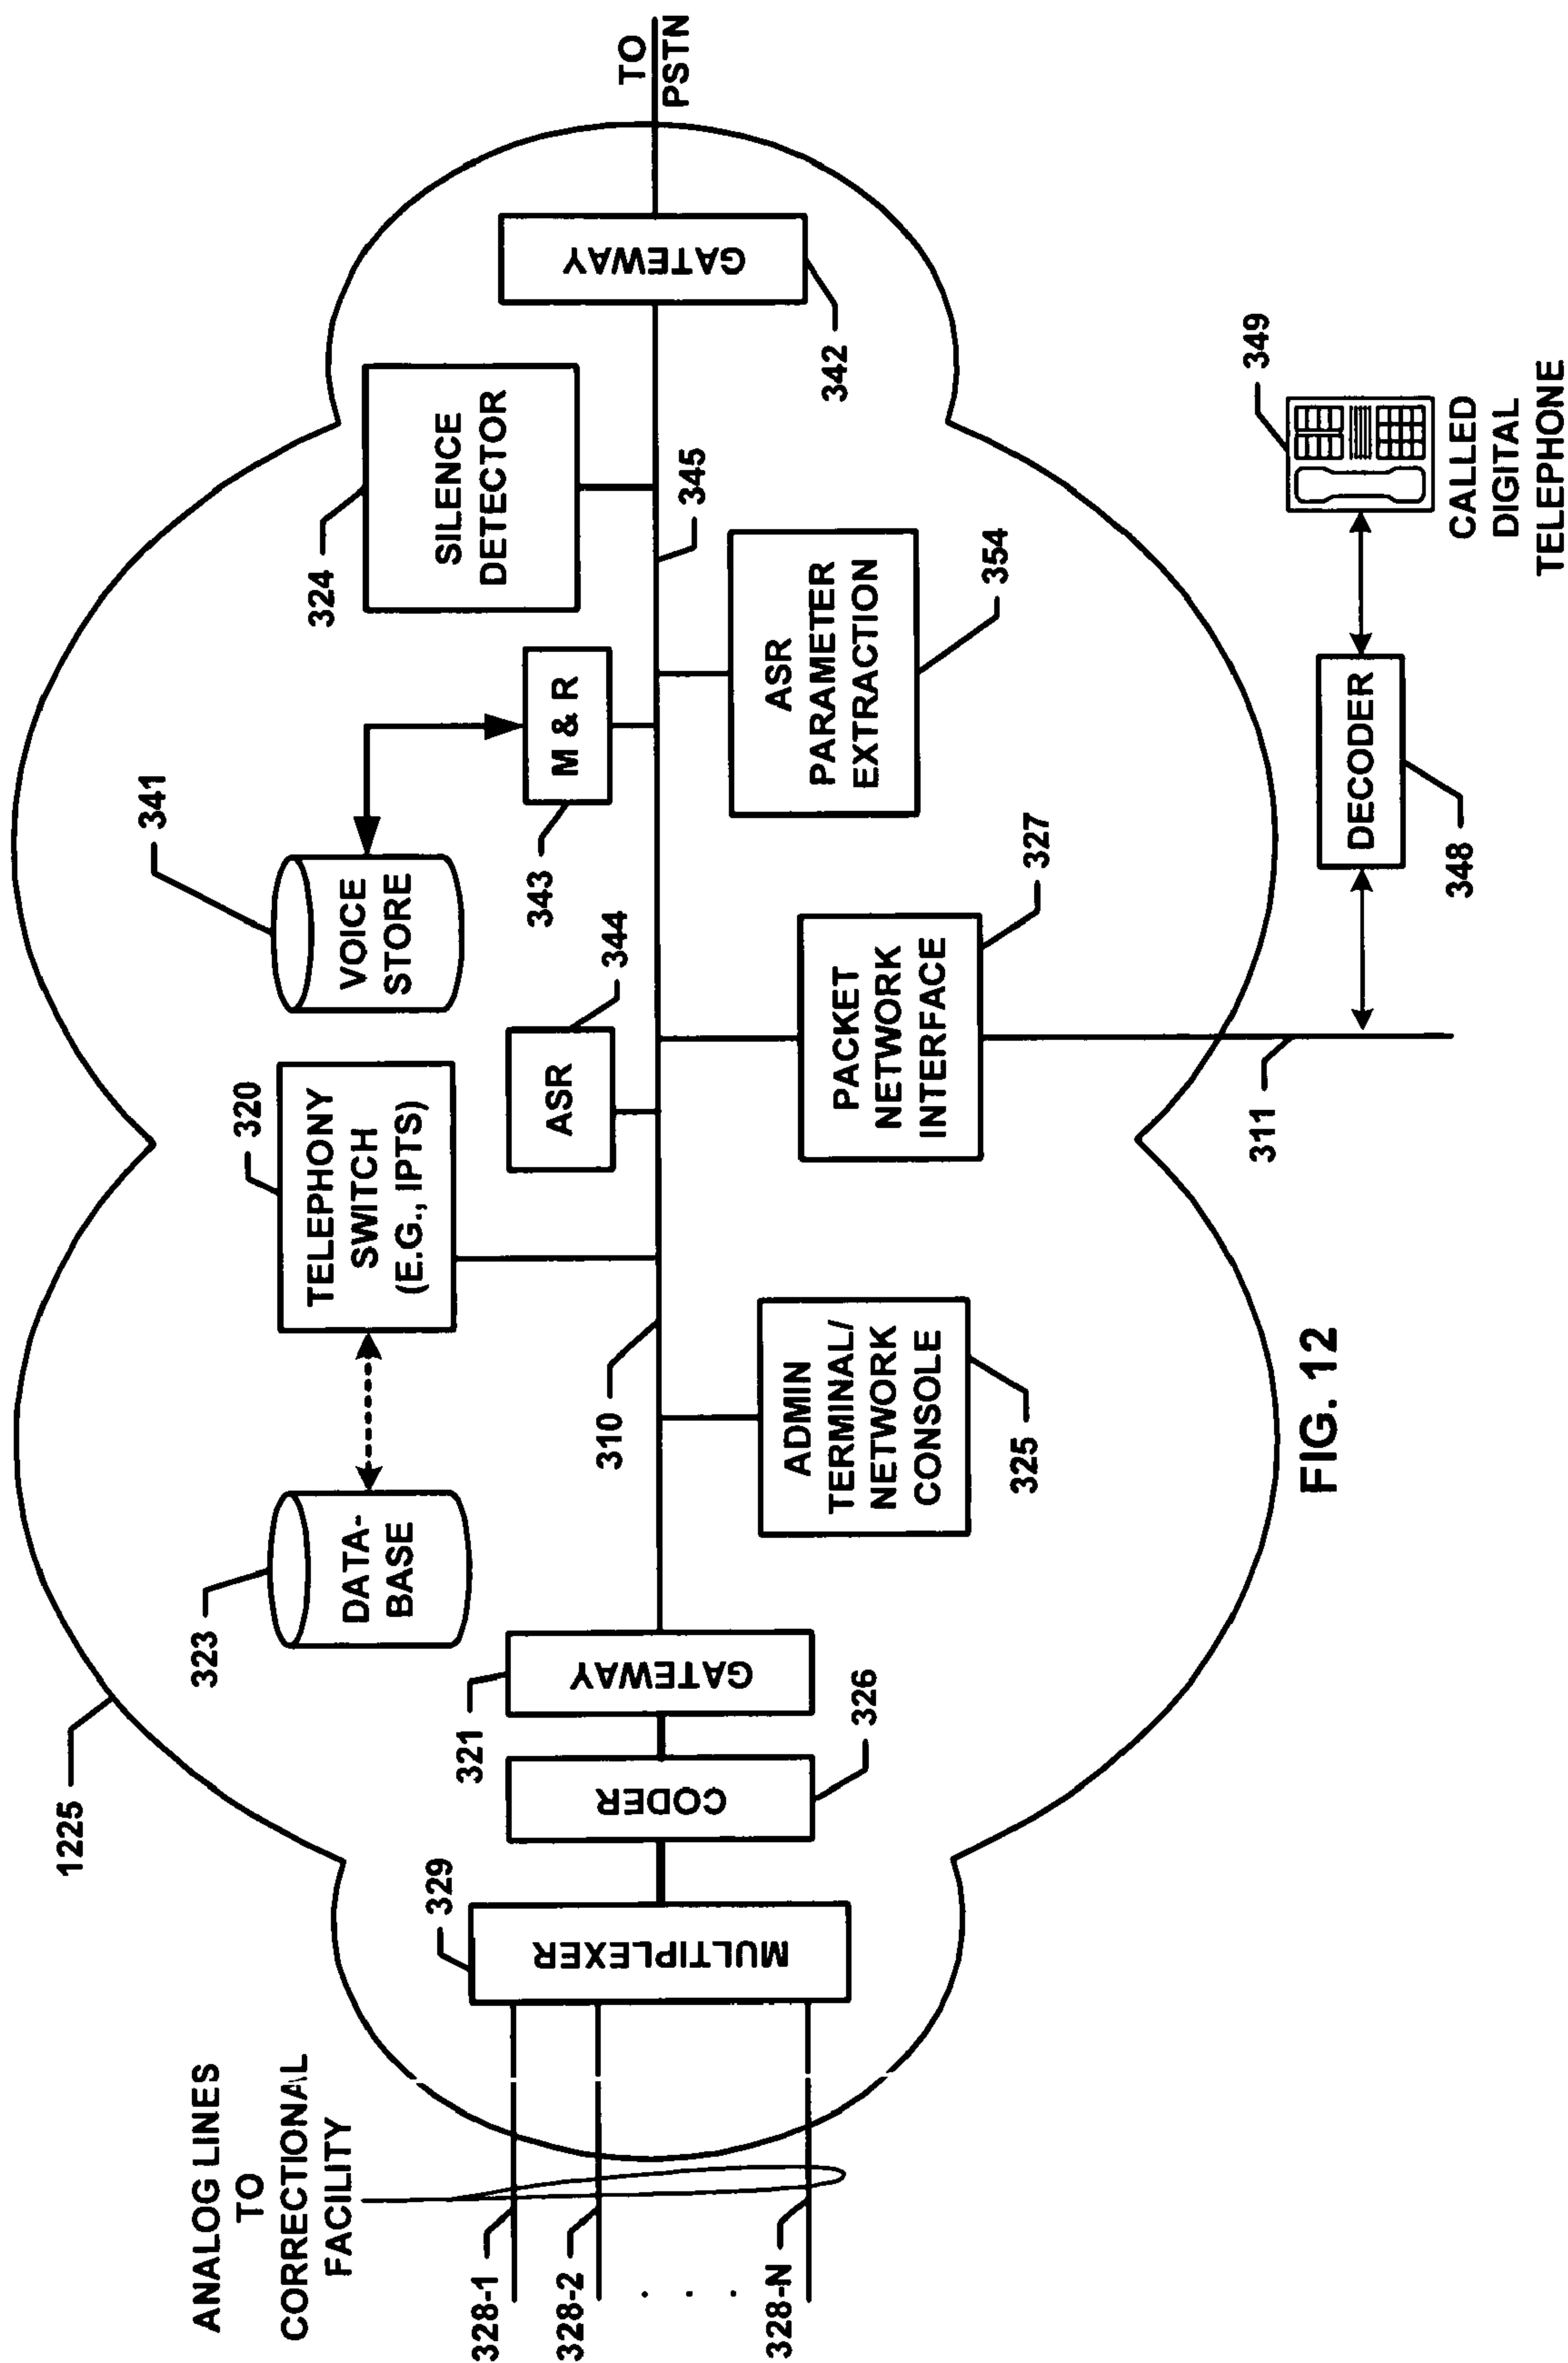 ANALOG LINES
TO
CORRECTIONAL
FACILITY
328-1
328-2
. . .
328-N
1225
329
MULTIPLEXER
CODER
326
321
GATEWAY
323
DATA-
BASE
320
TELEPHONY
SWITCH
(E.G., IPTS)
310
ADMIN
TERMINAL/
NETWORK
CONSOLE
325
341
VOICE
STORE
344
ASR
343
M & R
PACKET
NETWORK
INTERFACE
327
311
324
SILENCE
DETECTOR
345
ASR
PARAMETER
EXTRACTION
354
GATEWAY
342
TO
PSTN
DECODER
348
349
CALLED
DIGITAL
TELEPHONE
FIG. 12